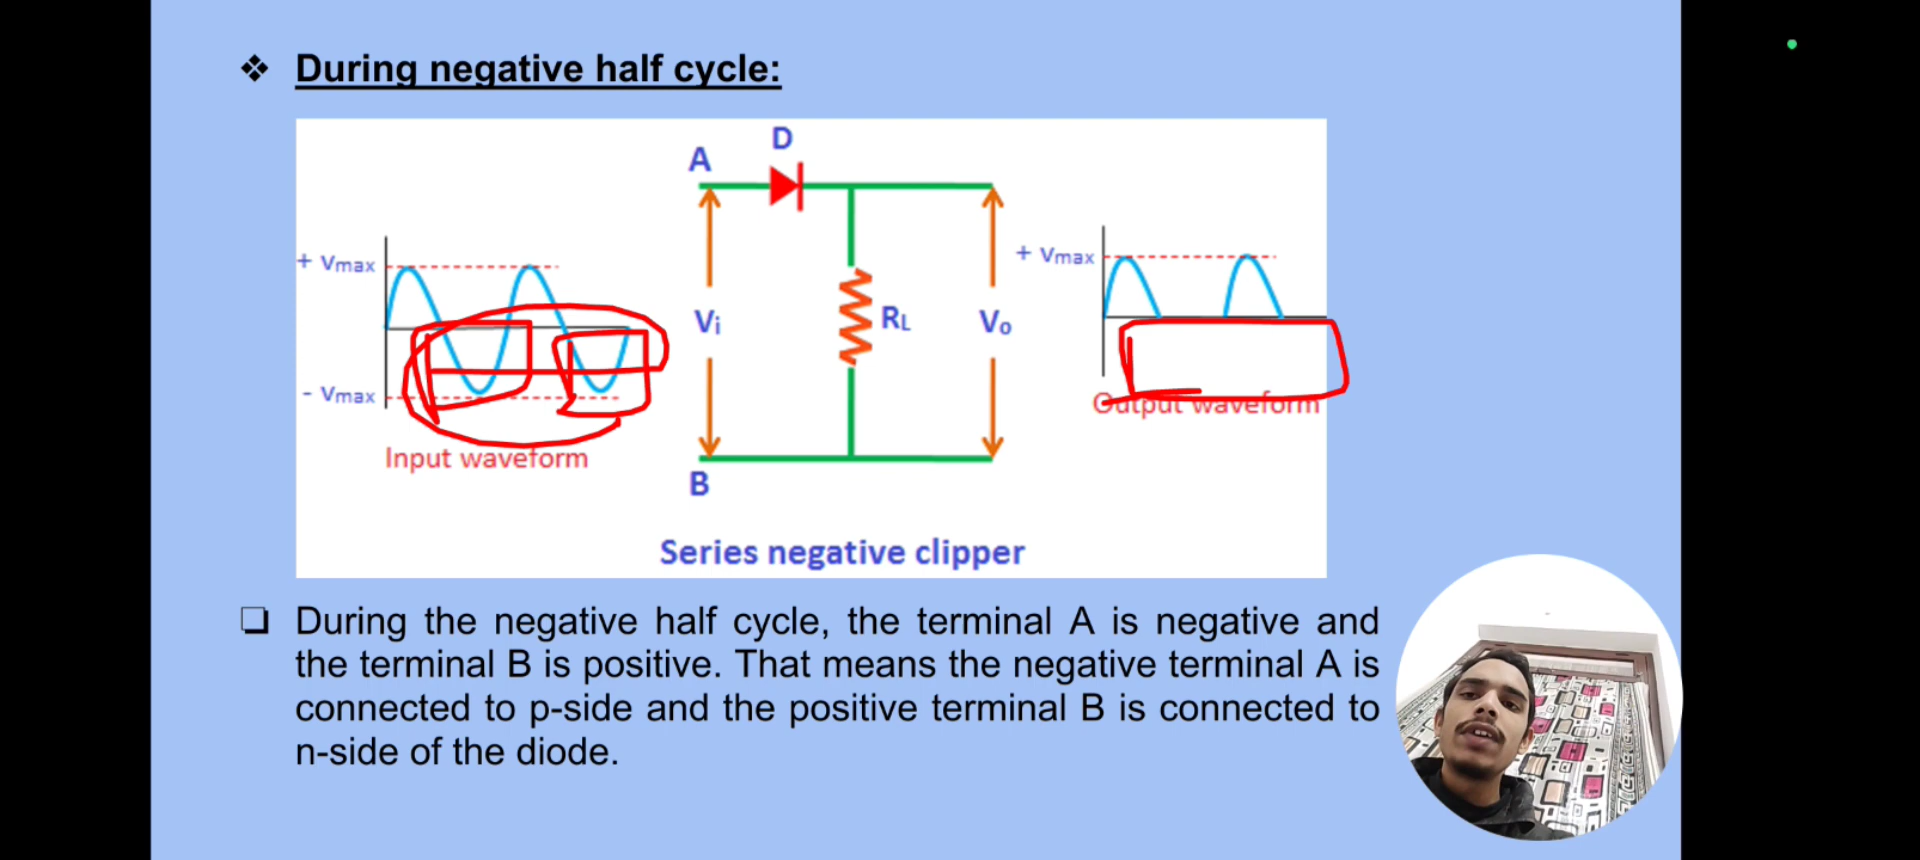 During negative half cycle:
D
A
+ Vmax
- Vmax
Input waveform
Vi
RL
Vo
+ Vmax
Output waveform
B
Series negative clipper
During the negative half cycle, the terminal A is negative and
the terminal B is positive. That means the negative terminal A is
connected to p-side and the positive terminal B is connected to
n-side of the diode.